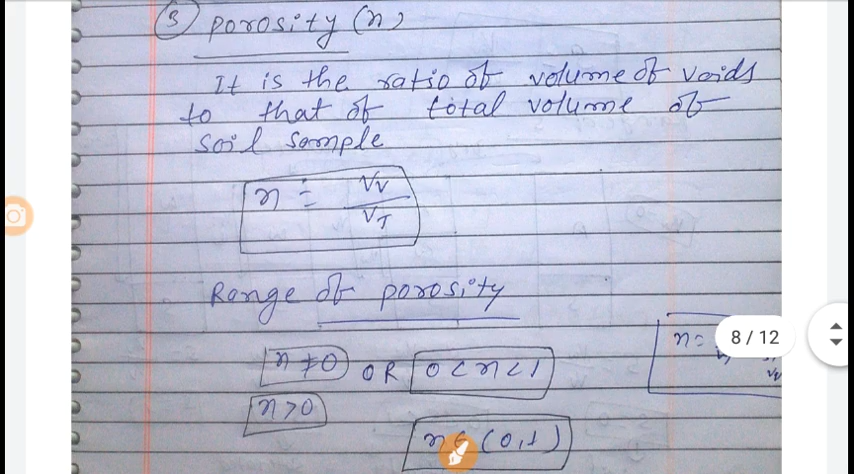 ③ porosity (n)
It is the ratio of volume of voids
to that of total volume of
soil sample
n = Vv / VT
Range of porosity
n = 8 / 12
n ≠ 0 OR 0 < n < 1
n > 0
n ∈ (0,1)